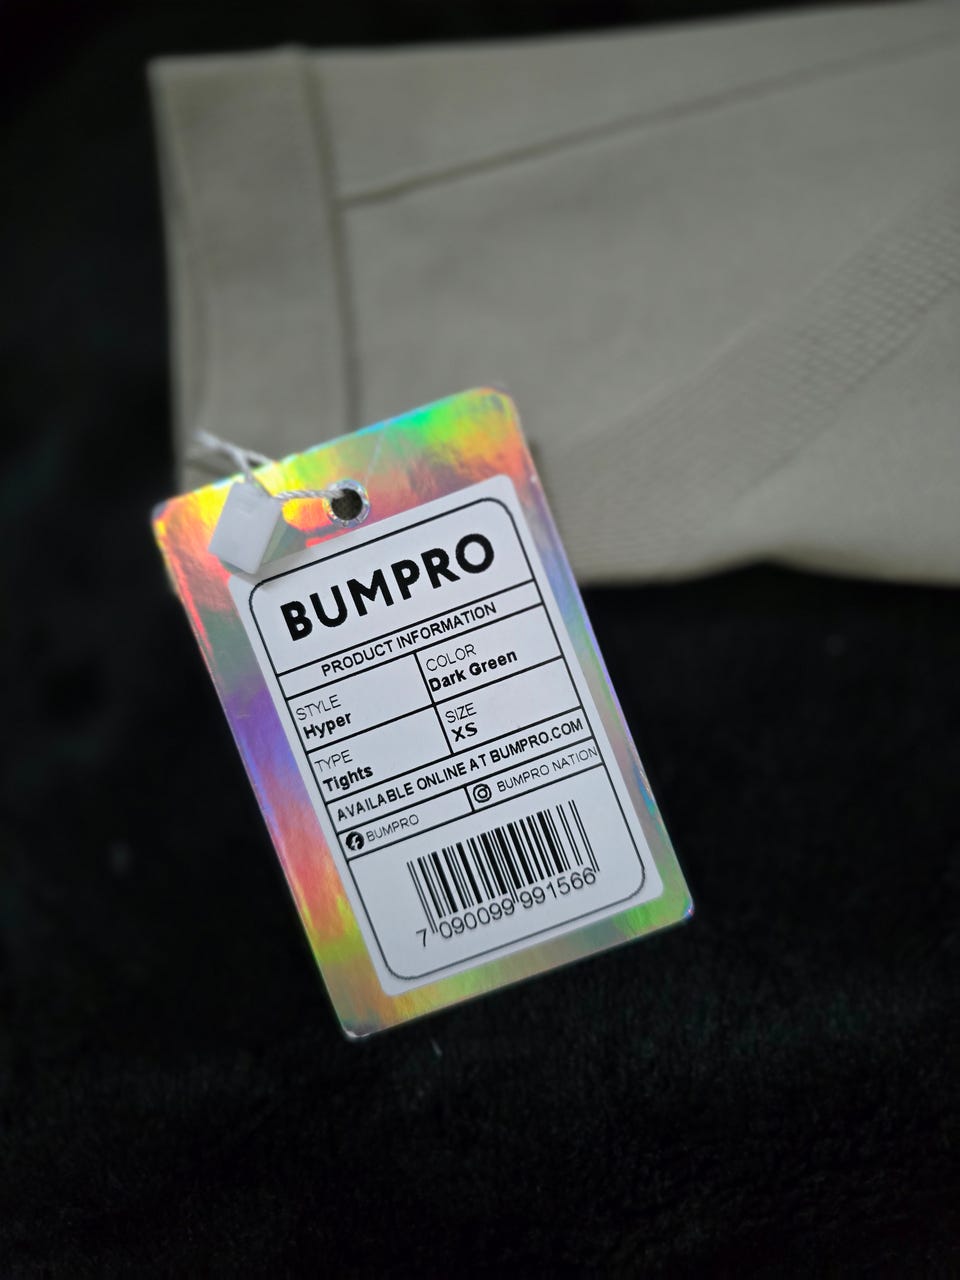 BUMPRO
PRODUCT INFORMATION
STYLE
Hyper
COLOR
Dark Green
TYPE
Tights
SIZE
XS
AVAILABLE ONLINE AT BUMPRO.COM
BUMPRO
BUMPRO NATION
7 090099 991566